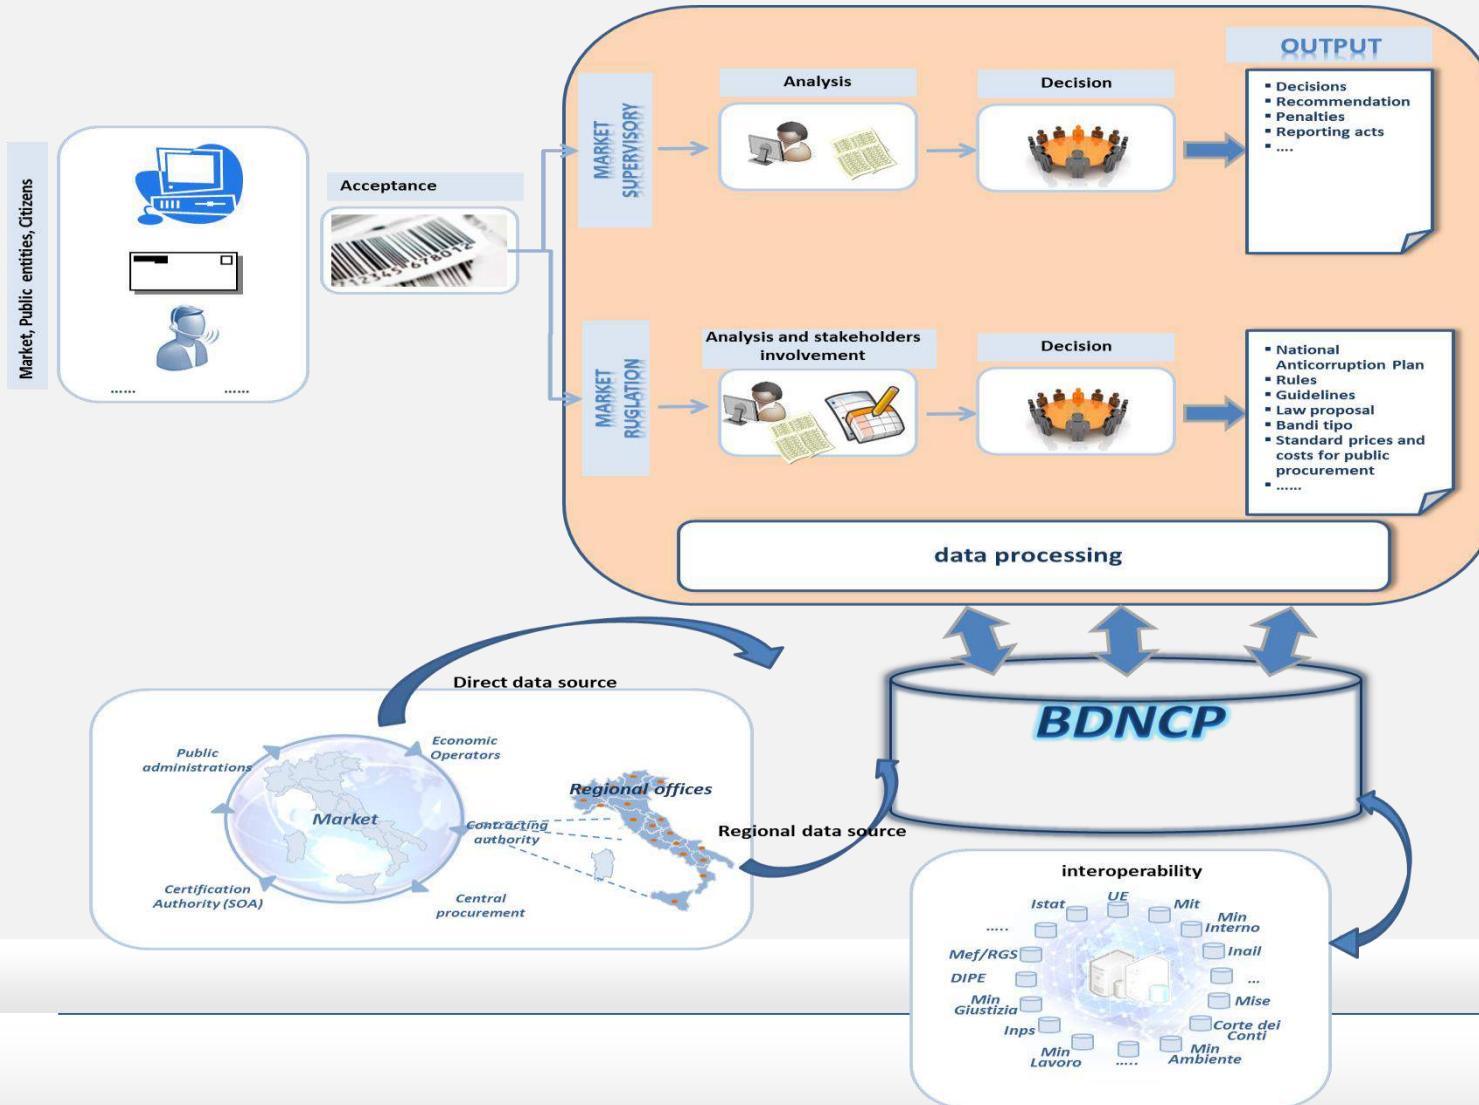 Market, Public entities, Citizens
......
......
Acceptance
12345 678012
MARKET
SUPERVISORY
Analysis
Decision
OUTPUT
▪ Decisions
▪ Recommendation
▪ Penalties
▪ Reporting acts
▪ ....
MARKET
RUGLATION
Analysis and stakeholders
involvement
Decision
▪ National
Anticorruption Plan
▪ Rules
▪ Guidelines
▪ Law proposal
▪ Bandi tipo
▪ Standard prices and
costs for public
procurement
▪ ......
data processing
Direct data source
Public
administrations
Economic
Operators
Market
Regional offices
Contracting
authority
Certification
Authority (SOA)
Central
procurement
Regional data source
BDNCP
interoperability
UE
Istat
Mit
Min
Interno
.....
Inail
Mef/RGS
DIPE
...
Min
Giustizia
Mise
Inps
Corte dei
Conti
Min
Lavoro
.....
Min
Ambiente